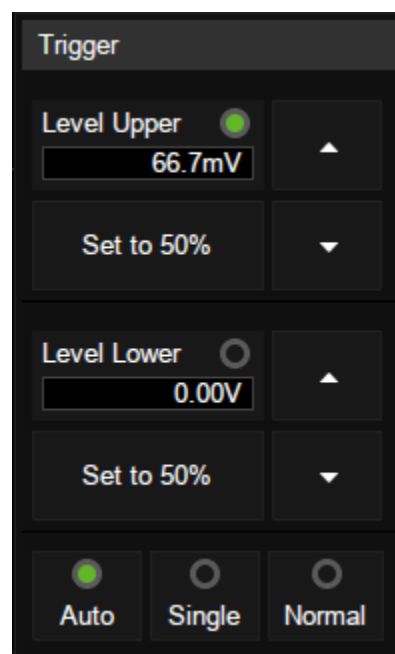 Trigger
Level Upper
66.7mV
Set to 50%
Level Lower
0.00V
Set to 50%
Auto Single Normal